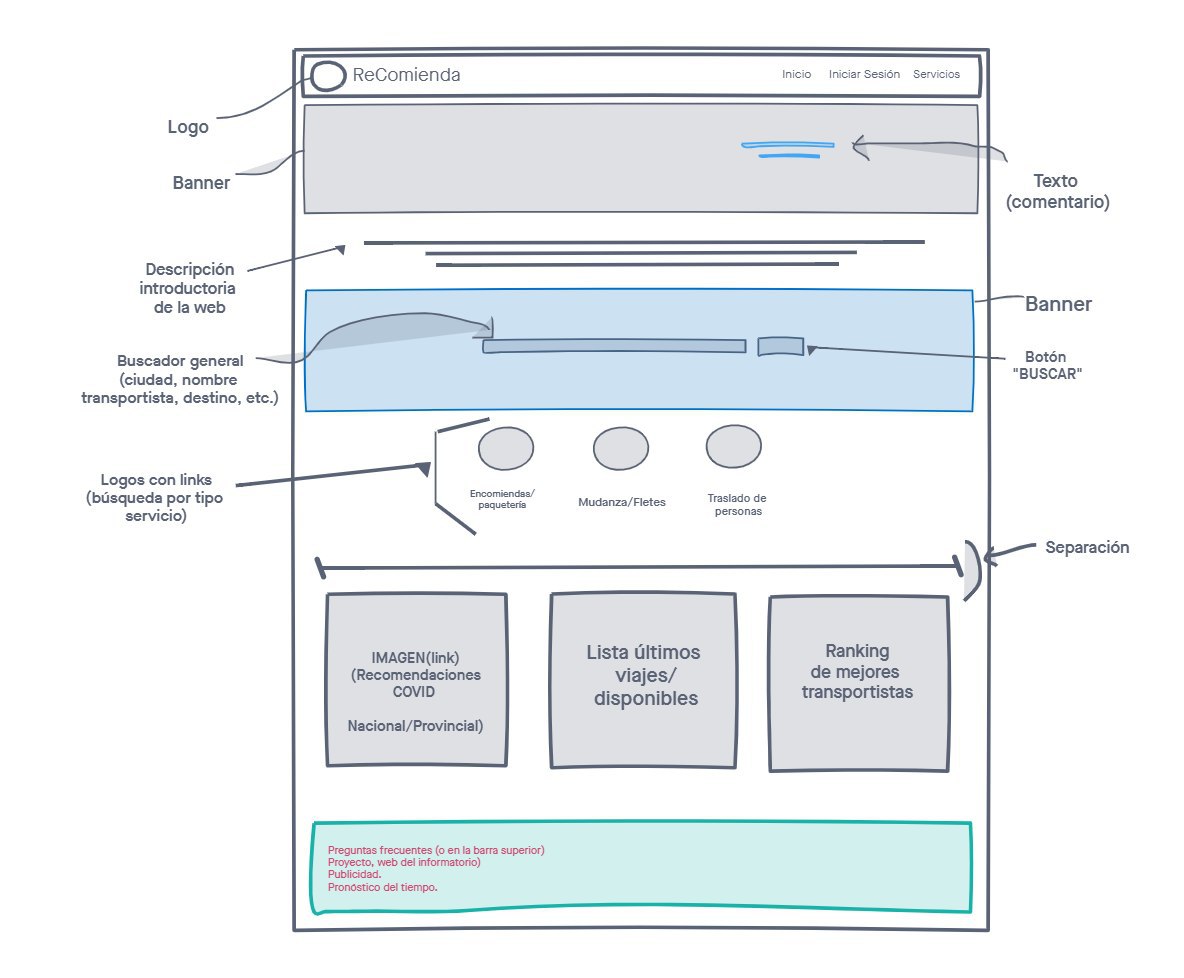 ReComienda
Inicio Iniciar Sesión Servicios
Logo
Banner
Texto
(comentario)
Descripción
introductoria
de la web
Banner
Buscador general
(ciudad, nombre
transportista, destino, etc.)
Botón
"BUSCAR"
Logos con links
(búsqueda por tipo
servicio)
Encomiendas/
paquetería
Mudanza/Fletes
Traslado de
personas
Separación
IMAGEN(link)
(Recomendaciones
COVID
Nacional/Provincial)
Lista últimos
viajes/
disponibles
Ranking
de mejores
transportistas
Preguntas frecuentes (o en la barra superior)
Proyecto, web del informatorio)
Publicidad.
Pronóstico del tiempo.